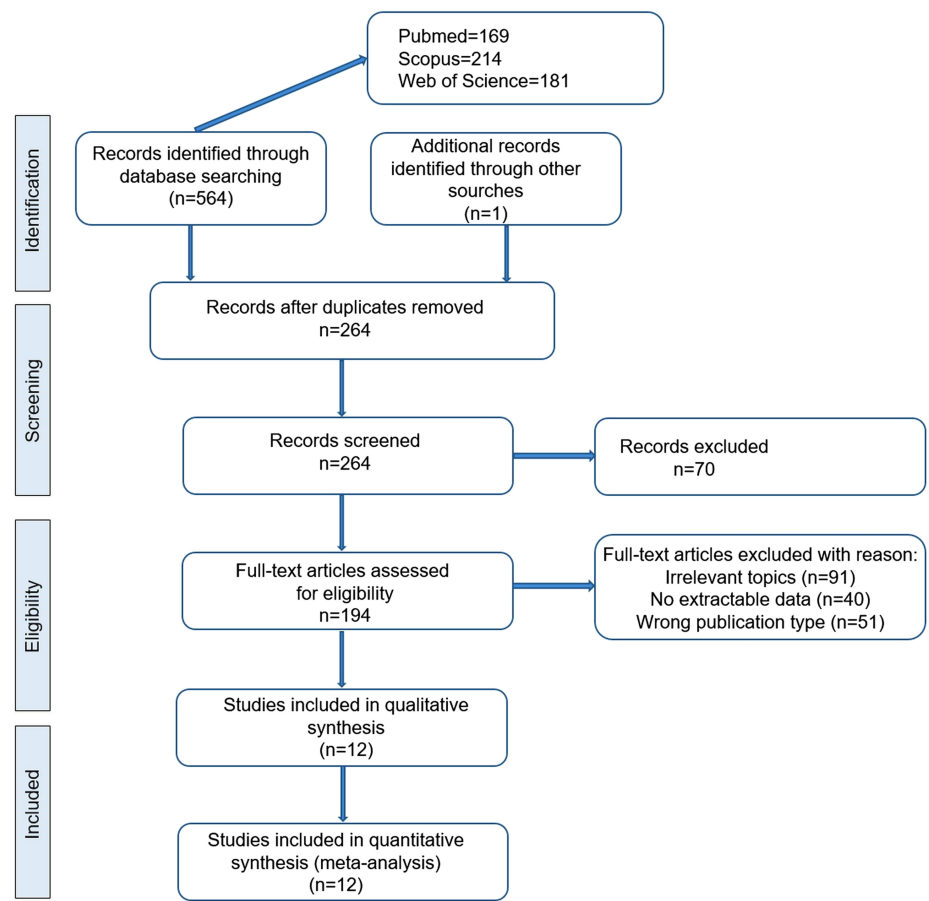 Pubmed=169
Scopus=214
Web of Science=181
Identification
Records identified through
database searching
(n=564)
Additional records
identified through other
sourches
(n=1)
Records after duplicates removed
n=264
Screening
Records screened
n=264
Records excluded
n=70
Eligibility
Full-text articles assessed
for eligibility
n=194
Full-text articles excluded with reason:
Irrelevant topics (n=91)
No extractable data (n=40)
Wrong publication type (n=51)
Studies included in qualitative
synthesis
(n=12)
Included
Studies included in quantitative
synthesis (meta-analysis)
(n=12)